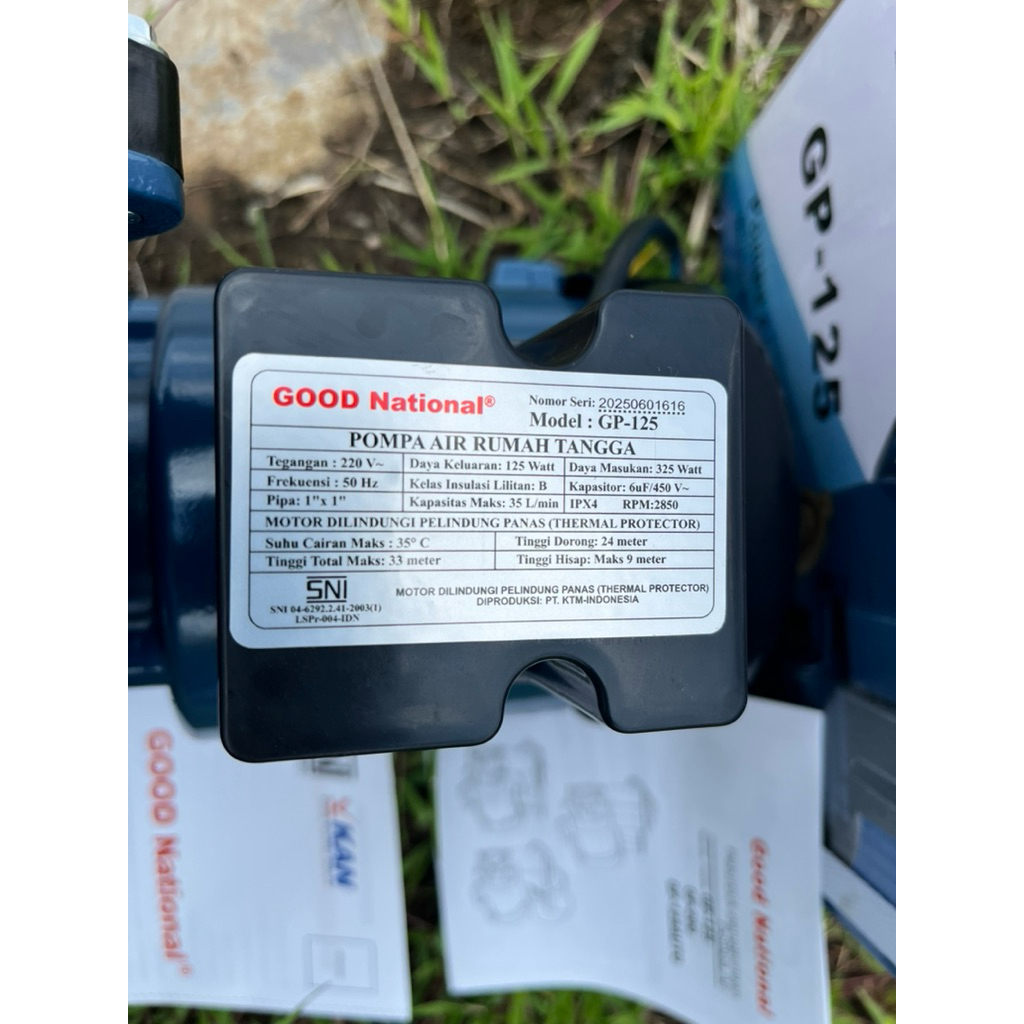 GP-125
GOOD National®
Nomor Seri: 20250601616
Model : GP-125
POMPA AIR RUMAH TANGGA
Tegangan : 220 V~ Daya Keluaran: 125 Watt Daya Masukan: 325 Watt
Frekuensi : 50 Hz Kelas Insulasi Lilitan: B Kapasitor: 6uF/450 V~
Pipa: 1"x 1" Kapasitas Maks: 35 L/min IPX4 RPM:2850
MOTOR DILINDUNGI PELINDUNG PANAS (THERMAL PROTECTOR)
Suhu Cairan Maks : 35° C Tinggi Dorong: 24 meter
Tinggi Total Maks: 33 meter Tinggi Hisap: Maks 9 meter
SNI
SNI 04-6292.2.41-2003(1)
LSPr-004-IDN
MOTOR DILINDUNGI PELINDUNG PANAS (THERMAL PROTECTOR)
DIPRODUKSI: PT. KTM-INDONESIA
GOOD National®
KAN
Good National